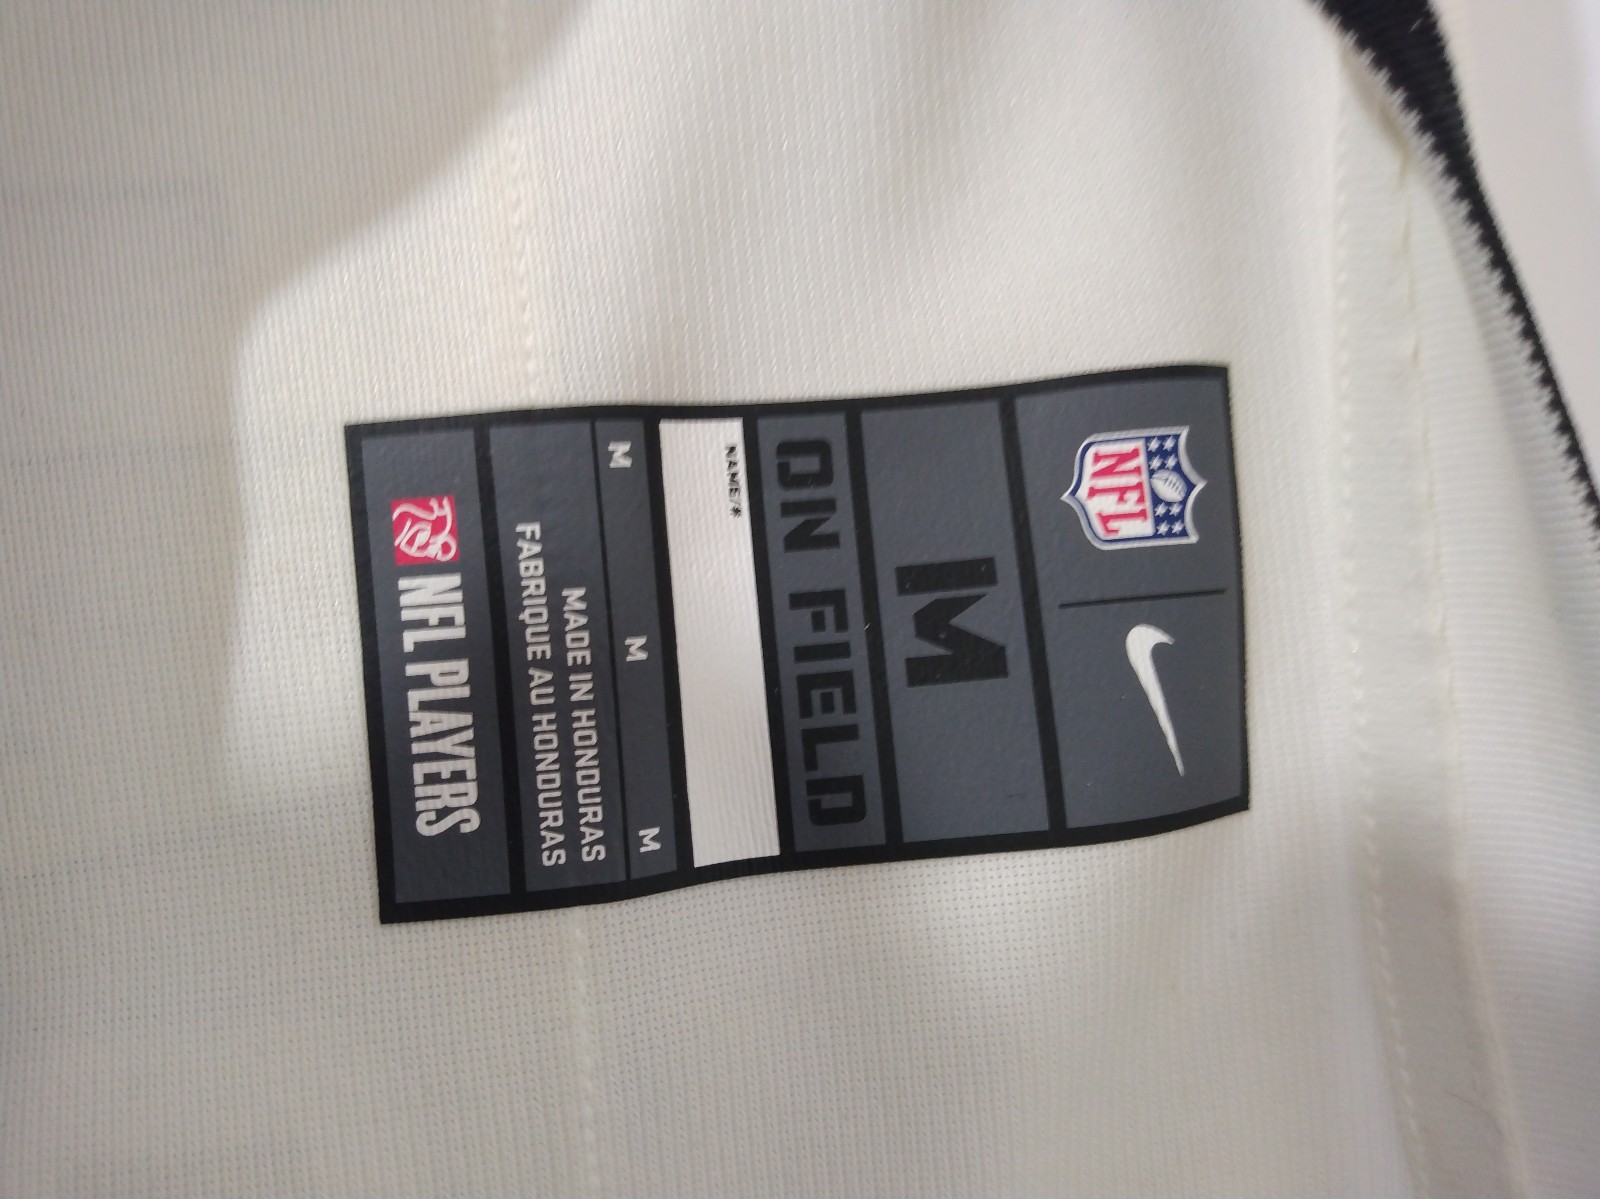 NFL
M
ON FIELD
NAME/#
M M M
MADE IN HONDURAS
FABRIQUE AU HONDURAS
NFL PLAYERS